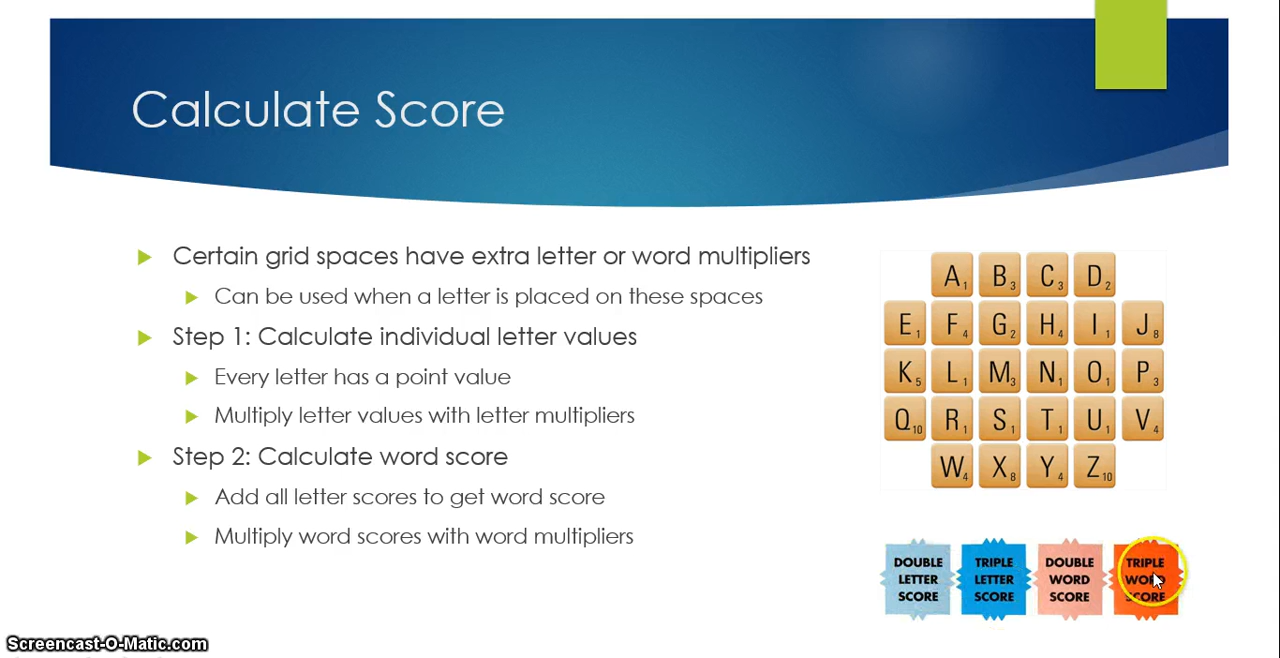 Calculate Score
Certain grid spaces have extra letter or word multipliers
Can be used when a letter is placed on these spaces
Step 1: Calculate individual letter values
Every letter has a point value
Multiply letter values with letter multipliers
Step 2: Calculate word score
Add all letter scores to get word score
Multiply word scores with word multipliers
A1 B3 C3 D2
E1 F4 G2 H4 I1 J8
K5 L1 M3 N1 O1 P3
Q10 R1 S1 T1 U1 V4
W4 X8 Y4 Z10
DOUBLE LETTER SCORE
TRIPLE LETTER SCORE
DOUBLE WORD SCORE
TRIPLE WORD SCORE
Screencast-O-Matic.com